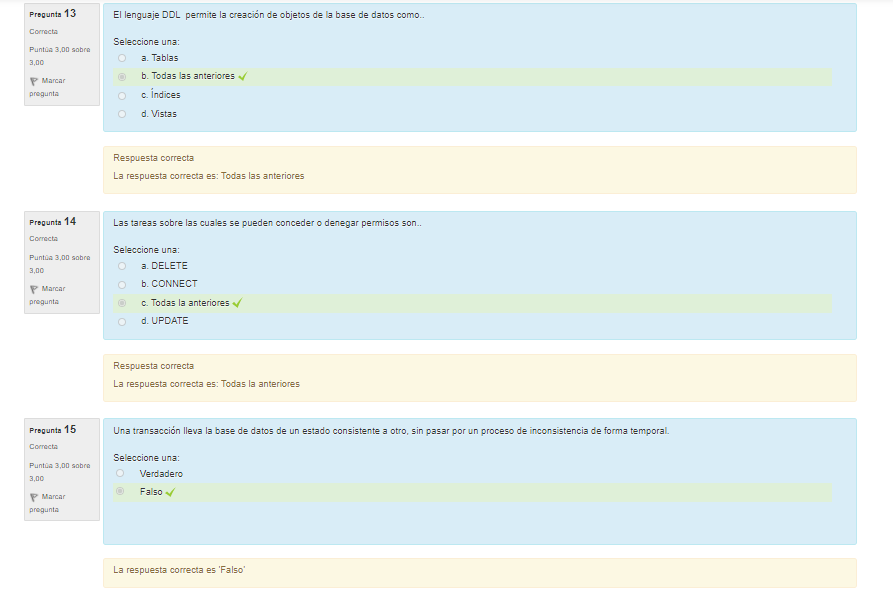 Pregunta 13
Correcta
Puntúa 3,00 sobre
3,00
Marcar
pregunta
El lenguaje DDL permite la creación de objetos de la base de datos como..
Seleccione una:
a. Tablas
b. Todas las anteriores
c. Índices
d. Vistas
Respuesta correcta
La respuesta correcta es: Todas las anteriores
Pregunta 14
Correcta
Puntúa 3,00 sobre
3,00
Marcar
pregunta
Las tareas sobre las cuales se pueden conceder o denegar permisos son..
Seleccione una:
a. DELETE
b. CONNECT
c. Todas la anteriores
d. UPDATE
Respuesta correcta
La respuesta correcta es: Todas la anteriores
Pregunta 15
Correcta
Puntúa 3,00 sobre
3,00
Marcar
pregunta
Una transacción lleva la base de datos de un estado consistente a otro, sin pasar por un proceso de inconsistencia de forma temporal.
Seleccione una:
Verdadero
Falso
La respuesta correcta es 'Falso'